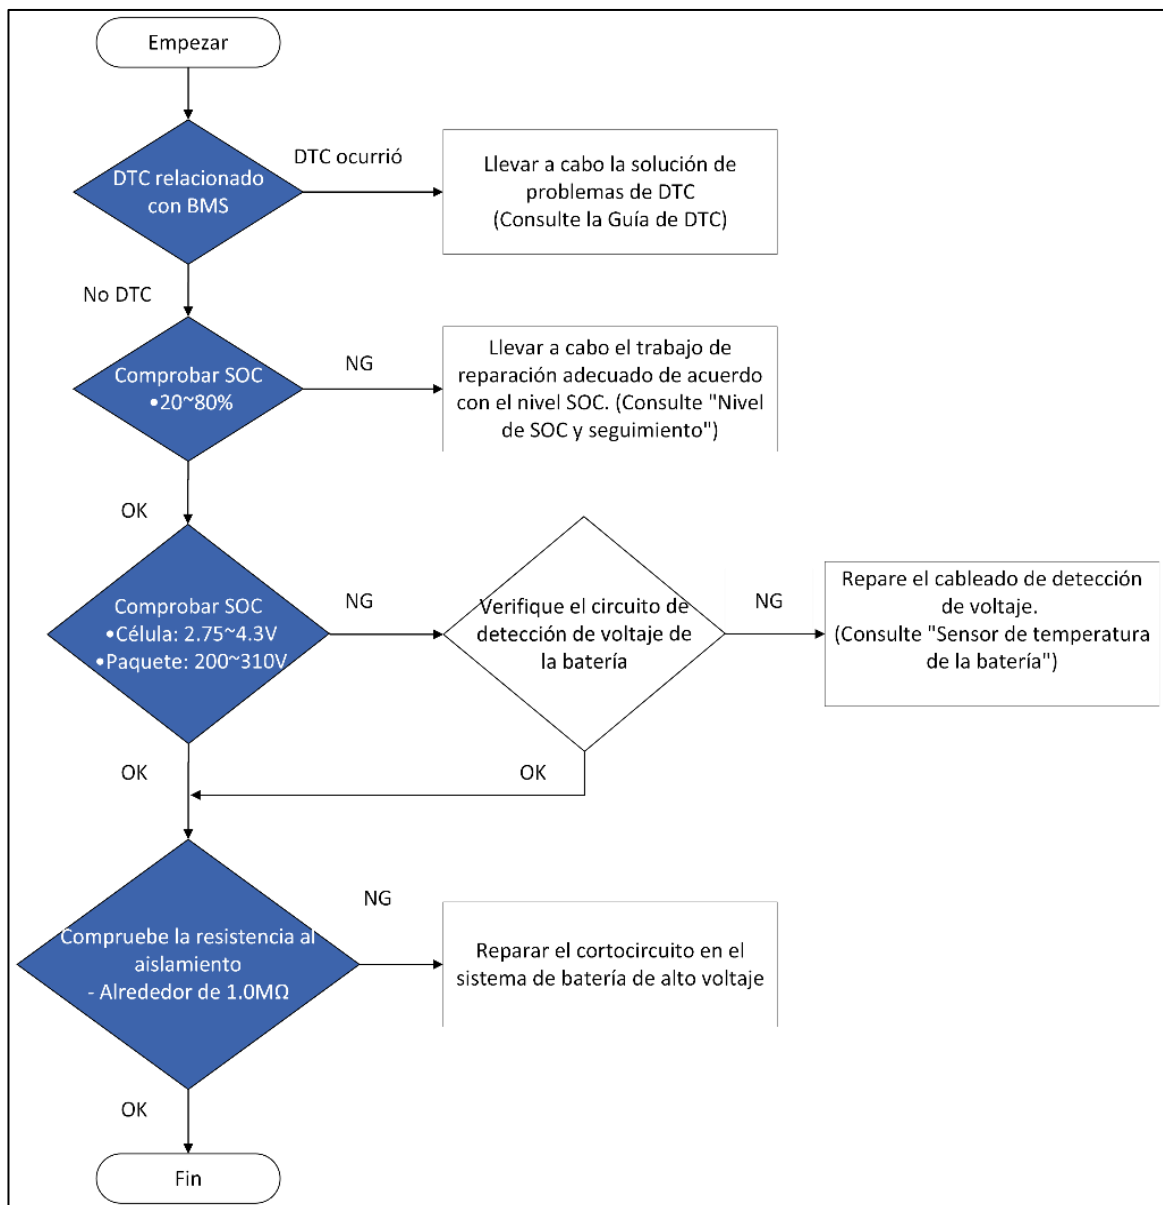 Empezar
DTC relacionado
con BMS
DTC ocurrió
Llevar a cabo la solución de
problemas de DTC
(Consulte la Guía de DTC)
No DTC
Comprobar SOC
•20~80%
NG
Llevar a cabo el trabajo de
reparación adecuado de acuerdo
con el nivel SOC. (Consulte "Nivel
de SOC y seguimiento")
OK
Comprobar SOC
•Célula: 2.75~4.3V
•Paquete: 200~310V
NG
Verifique el circuito de
detección de voltaje de
la batería
NG
Repare el cableado de detección
de voltaje.
(Consulte "Sensor de temperatura
de la batería")
OK
OK
Compruebe la resistencia al
aislamiento
- Alrededor de 1.0MΩ
NG
Reparar el cortocircuito en el
sistema de batería de alto voltaje
OK
Fin